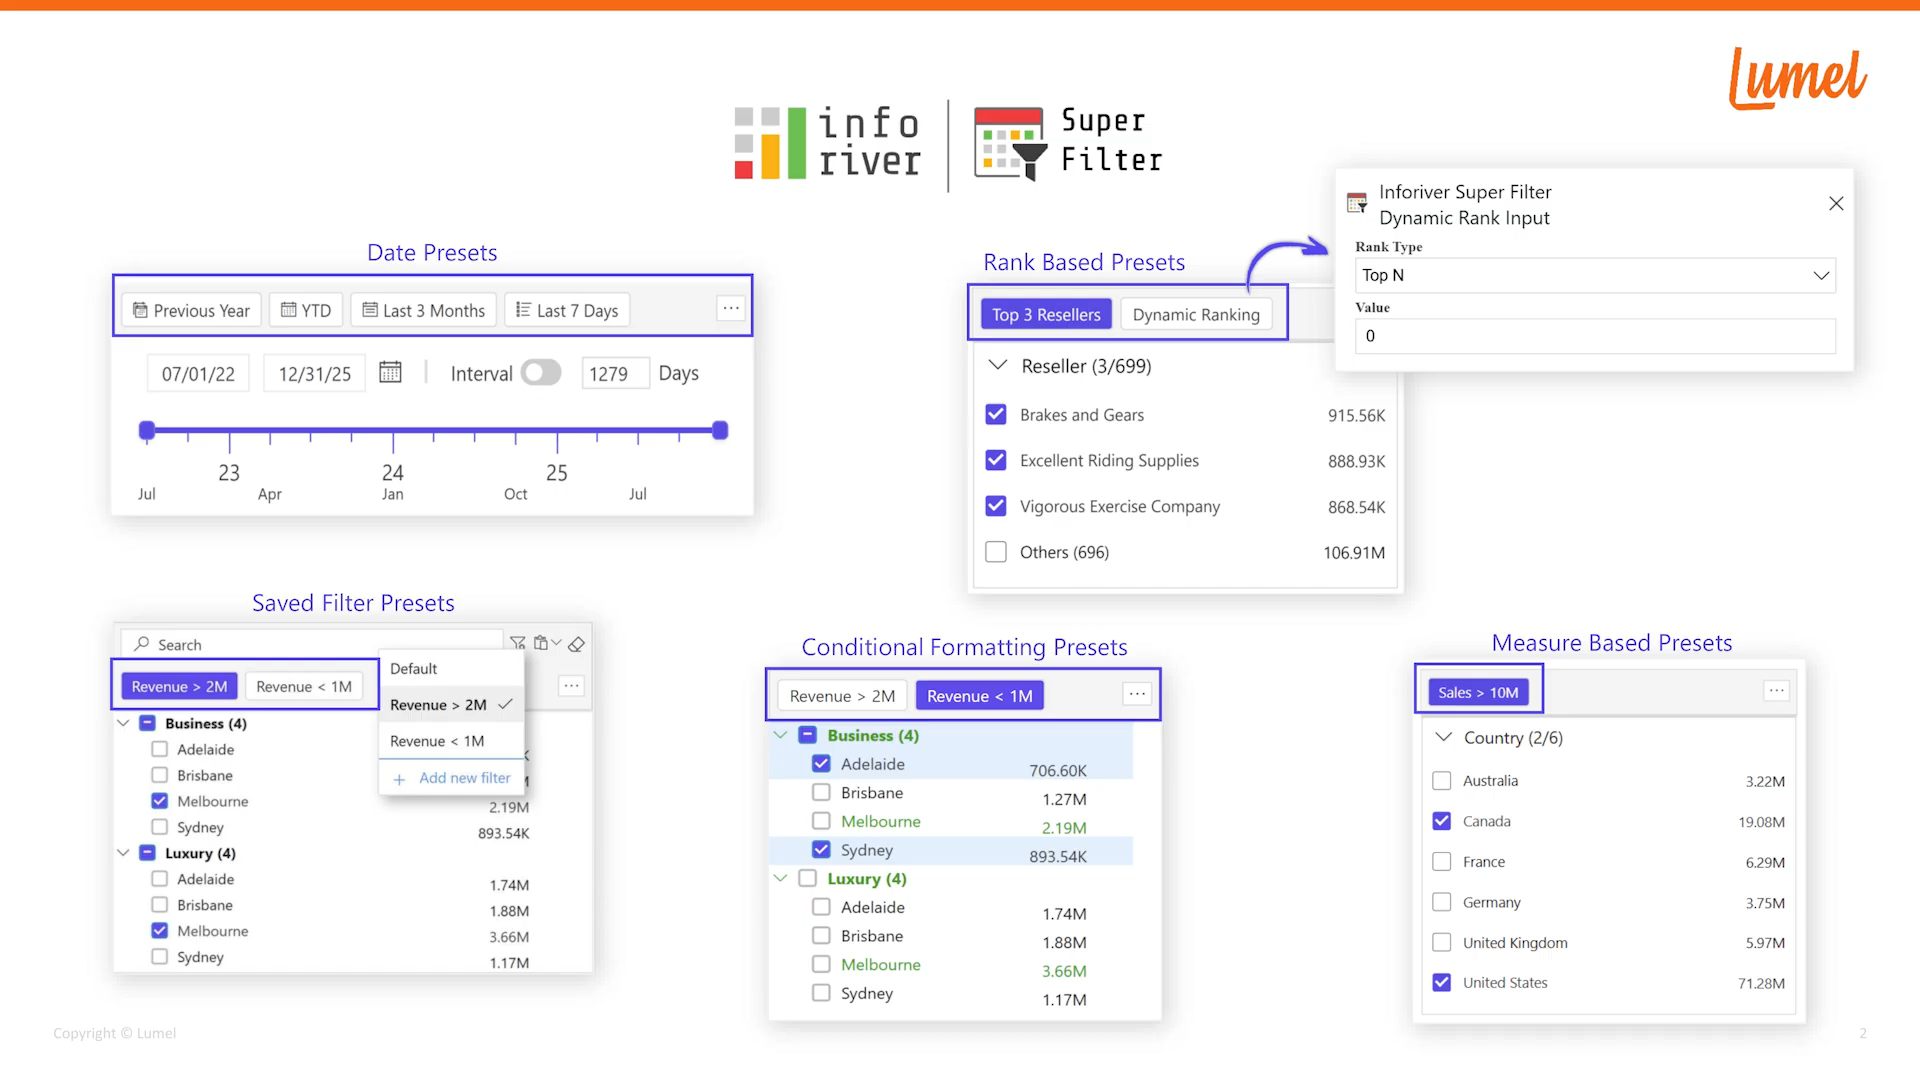 Lumel
info
river
Super
Filter
Date Presets
Previous Year
YTD
Last 3 Months
Last 7 Days
...
07/01/22
12/31/25
Interval
1279
Days
23
24
25
Jul
Apr
Jan
Oct
Jul
Rank Based Presets
Top 3 Resellers
Dynamic Ranking
Reseller (3/699)
Brakes and Gears 915.56K
Excellent Riding Supplies 888.93K
Vigorous Exercise Company 868.54K
Others (696) 106.91M
Inforiver Super Filter
Dynamic Rank Input
Rank Type
Top N
Value
0
Saved Filter Presets
Search
Revenue > 2M
Revenue < 1M
...
Default
Revenue > 2M
Revenue < 1M
+ Add new filter
Business (4)
Adelaide
Brisbane
Melbourne 2.19M
Sydney 893.54K
Luxury (4)
Adelaide 1.74M
Brisbane 1.88M
Melbourne 3.66M
Sydney 1.17M
Conditional Formatting Presets
Revenue > 2M
Revenue < 1M
...
Business (4)
Adelaide 706.60K
Brisbane 1.27M
Melbourne 2.19M
Sydney 893.54K
Luxury (4)
Adelaide 1.74M
Brisbane 1.88M
Melbourne 3.66M
Sydney 1.17M
Measure Based Presets
Sales > 10M
...
Country (2/6)
Australia 3.22M
Canada 19.08M
France 6.29M
Germany 3.75M
United Kingdom 5.97M
United States 71.28M
Copyright © Lumel
2